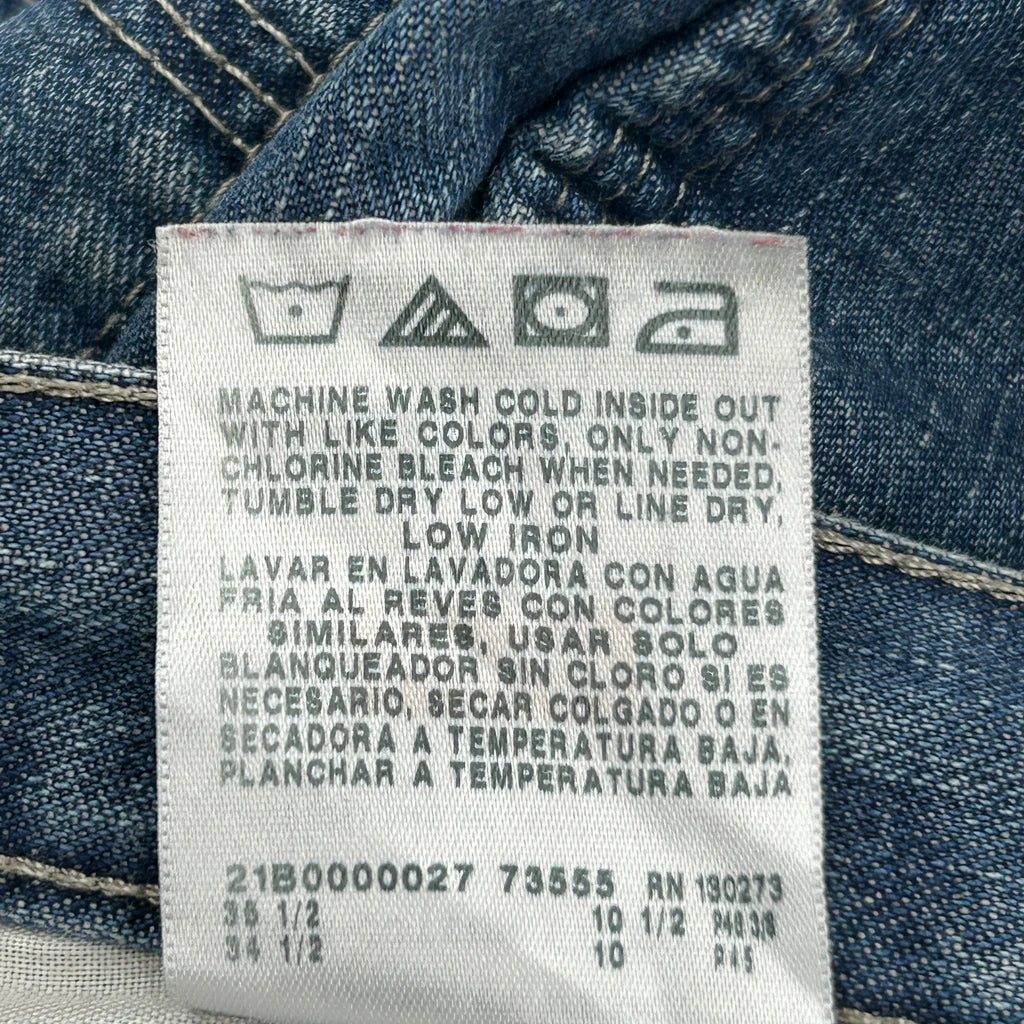 MACHINE WASH COLD INSIDE OUT
WITH LIKE COLORS, ONLY NON-
CHLORINE BLEACH WHEN NEEDED,
TUMBLE DRY LOW OR LINE DRY,
LOW IRON
LAVAR EN LAVADORA CON AGUA
FRIA AL REVES CON COLORES
SIMILARES, USAR SOLO
BLANQUEADOR SIN CLORO SI ES
NECESARIO, SECAR COLGADO O EN
SECADORA A TEMPERATURA BAJA,
PLANCHAR A TEMPERATURA BAJA
21B0000027 73555 RN 130273
35 1/2 10 1/2
34 1/2 10